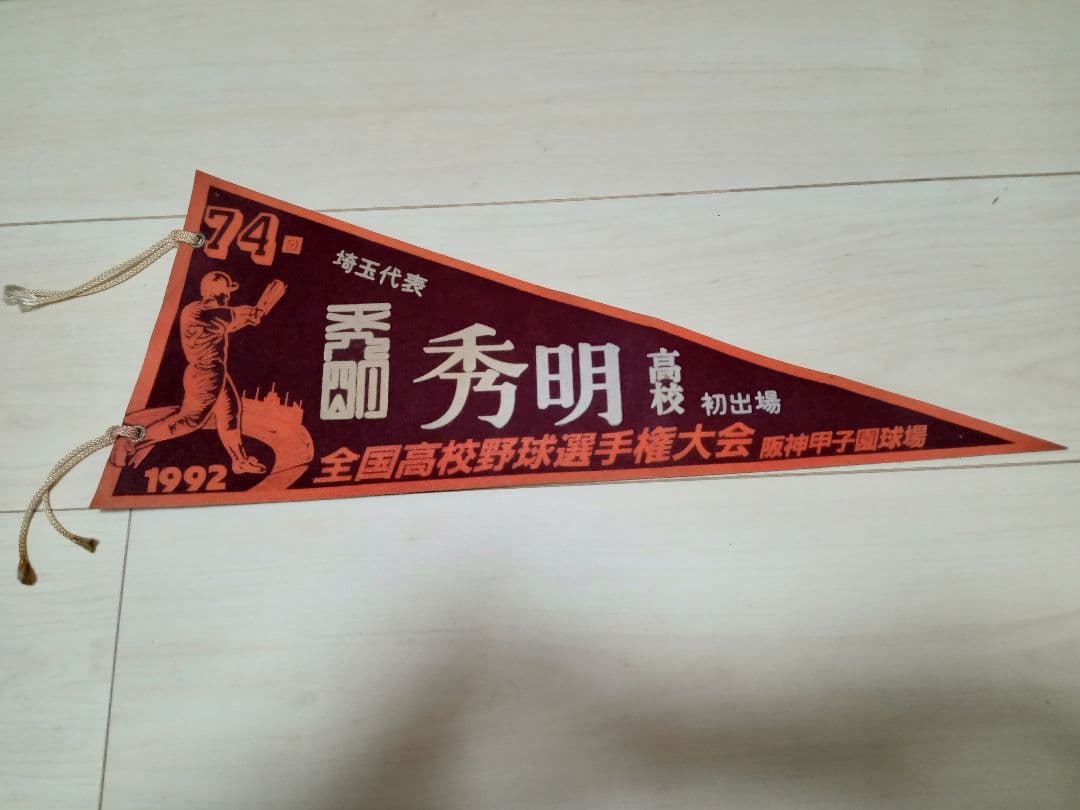 74回
埼玉代表
秀明
秀明高校 初出場
全国高校野球選手権大会 阪神甲子園球場
1992